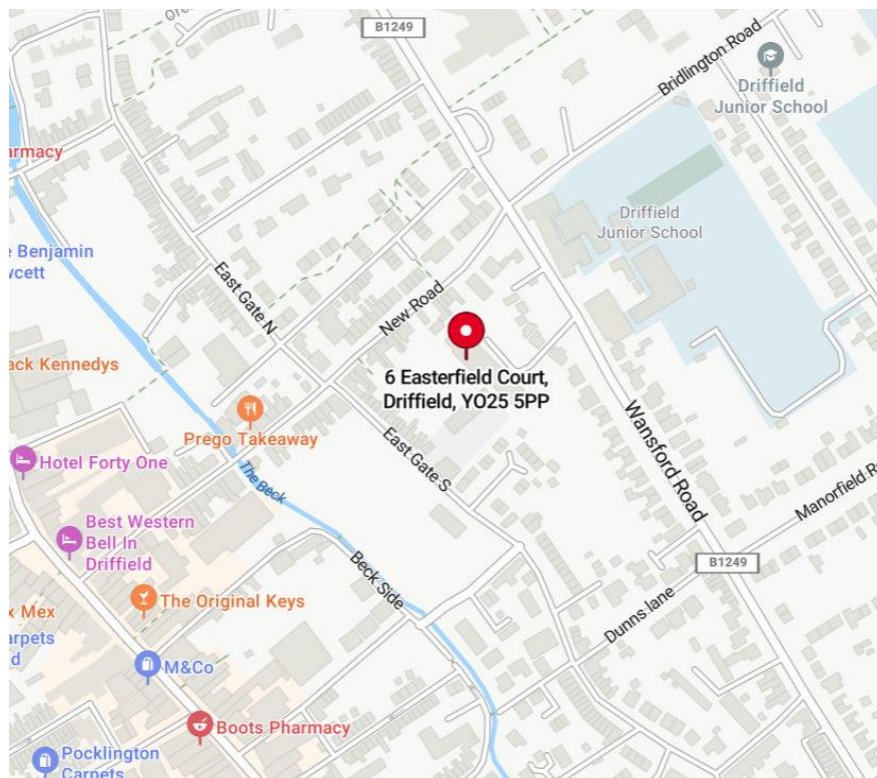 B1249
Bridlington Road
Driffield
Junior School
armacy
Driffield
Junior School
Benjamin
wcett
East Gate N
New Road
ack Kennedys
6 Easterfield Court,
Driffield, YO25 5PP
Prego Takeaway
Wansford Road
East Gate S
Hotel Forty One
The Beck
Manorfield R
Best Western
Bell In
Driffield
B1249
Beck Side
The Original Keys
x Mex
Dunns lane
arpets
d
M&Co
Boots Pharmacy
Pocklington
Carpets